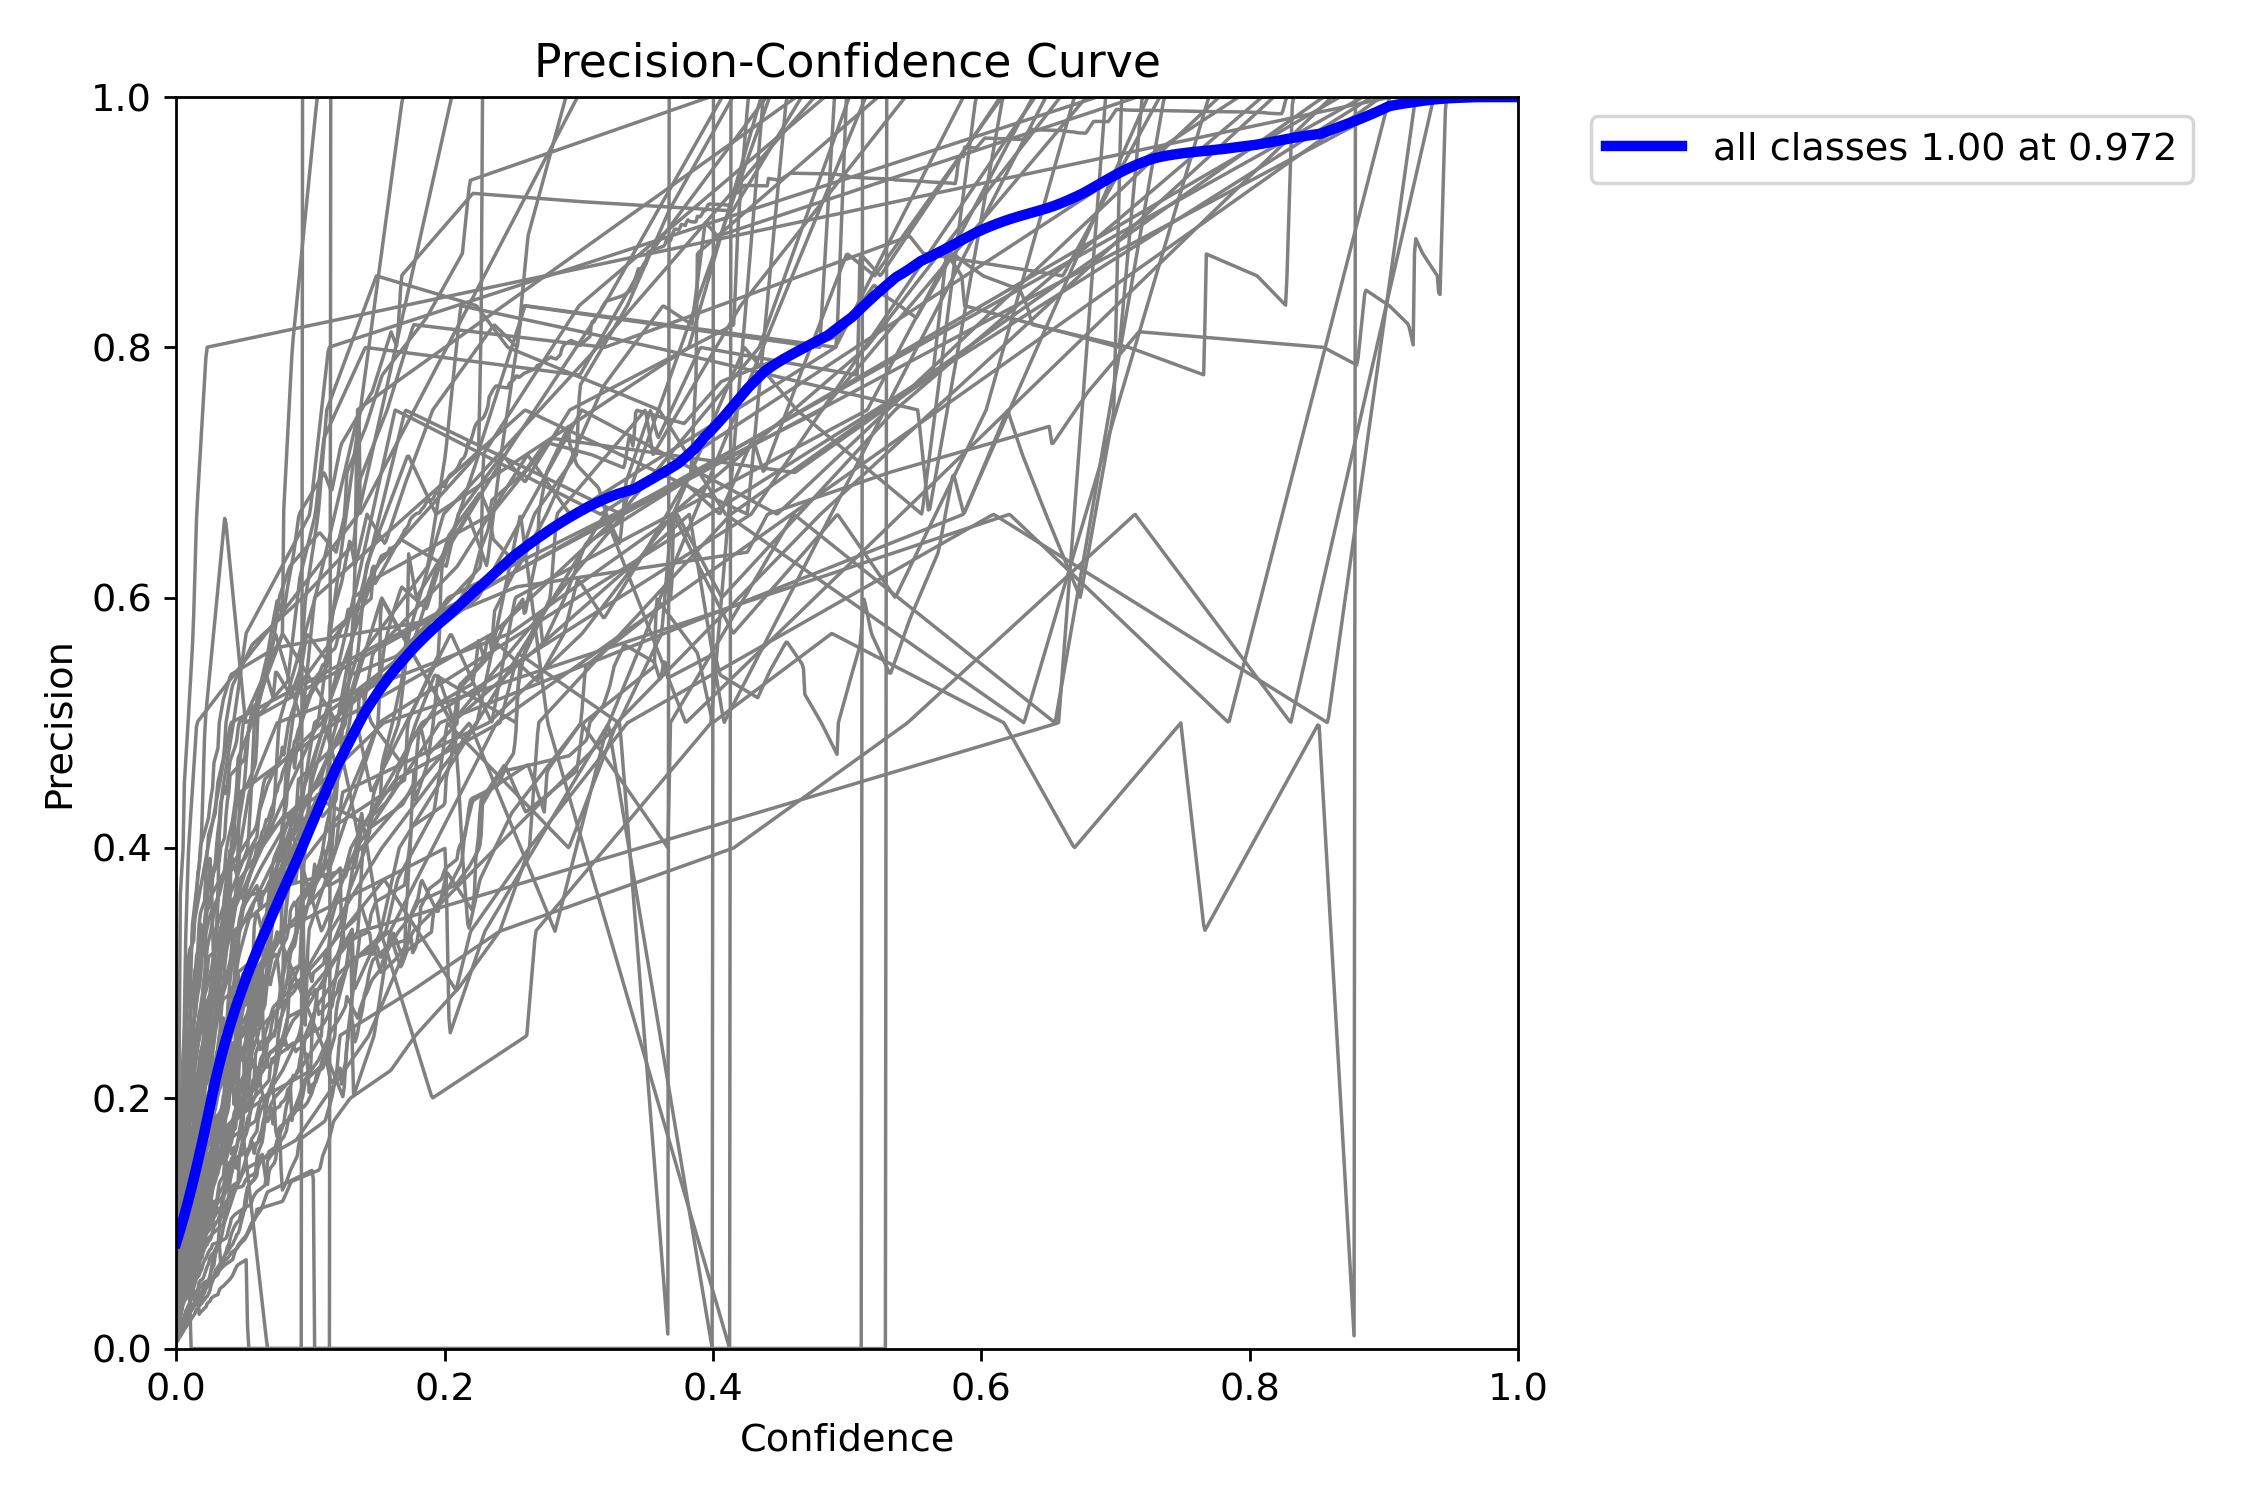 Precision-Confidence Curve
all classes 1.00 at 0.972
1.0
0.8
0.6
0.4
0.2
0.0
Precision
0.0 0.2 0.4 0.6 0.8 1.0
Confidence